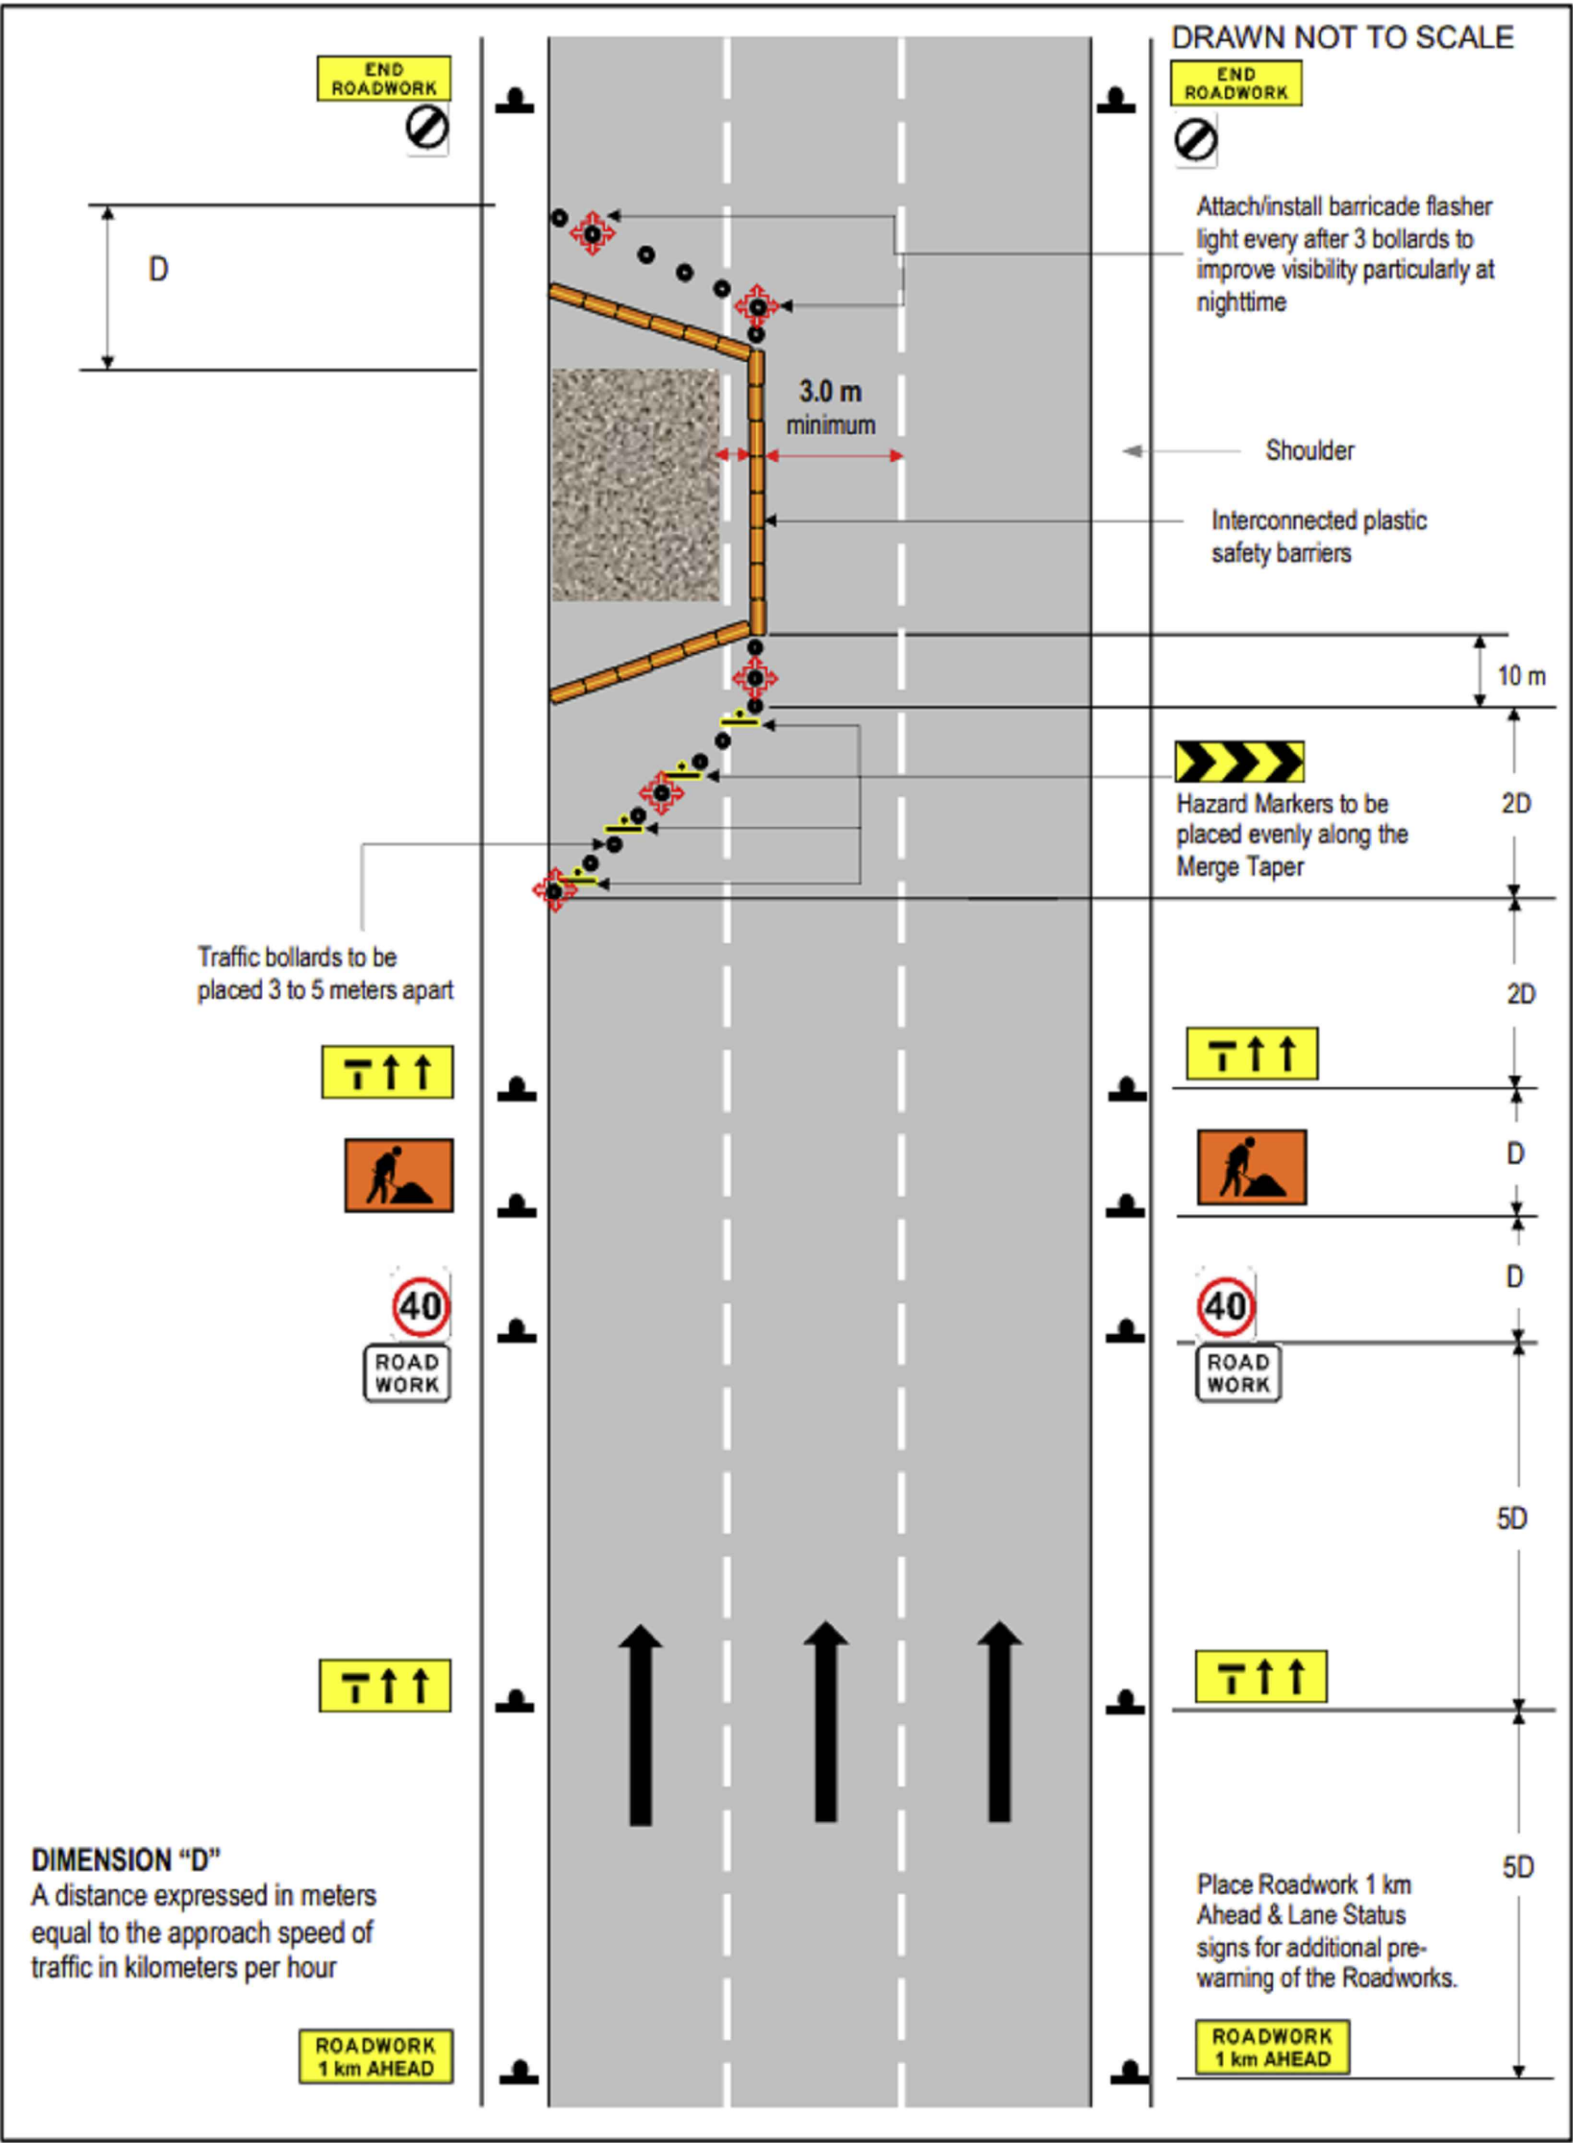 DRAWN NOT TO SCALE
END
ROADWORK
END
ROADWORK
Attach/install barricade flasher
light every after 3 bollards to
improve visibility particularly at
nighttime
D
3.0 m
minimum
Shoulder
Interconnected plastic
safety barriers
10 m
Hazard Markers to be
placed evenly along the
Merge Taper
2D
Traffic bollards to be
placed 3 to 5 meters apart
2D
D
D
40
ROAD
WORK
40
ROAD
WORK
5D
DIMENSION “D”
A distance expressed in meters
equal to the approach speed of
traffic in kilometers per hour
5D
Place Roadwork 1 km
Ahead & Lane Status
signs for additional pre-
warning of the Roadworks.
ROADWORK
1 km AHEAD
ROADWORK
1 km AHEAD